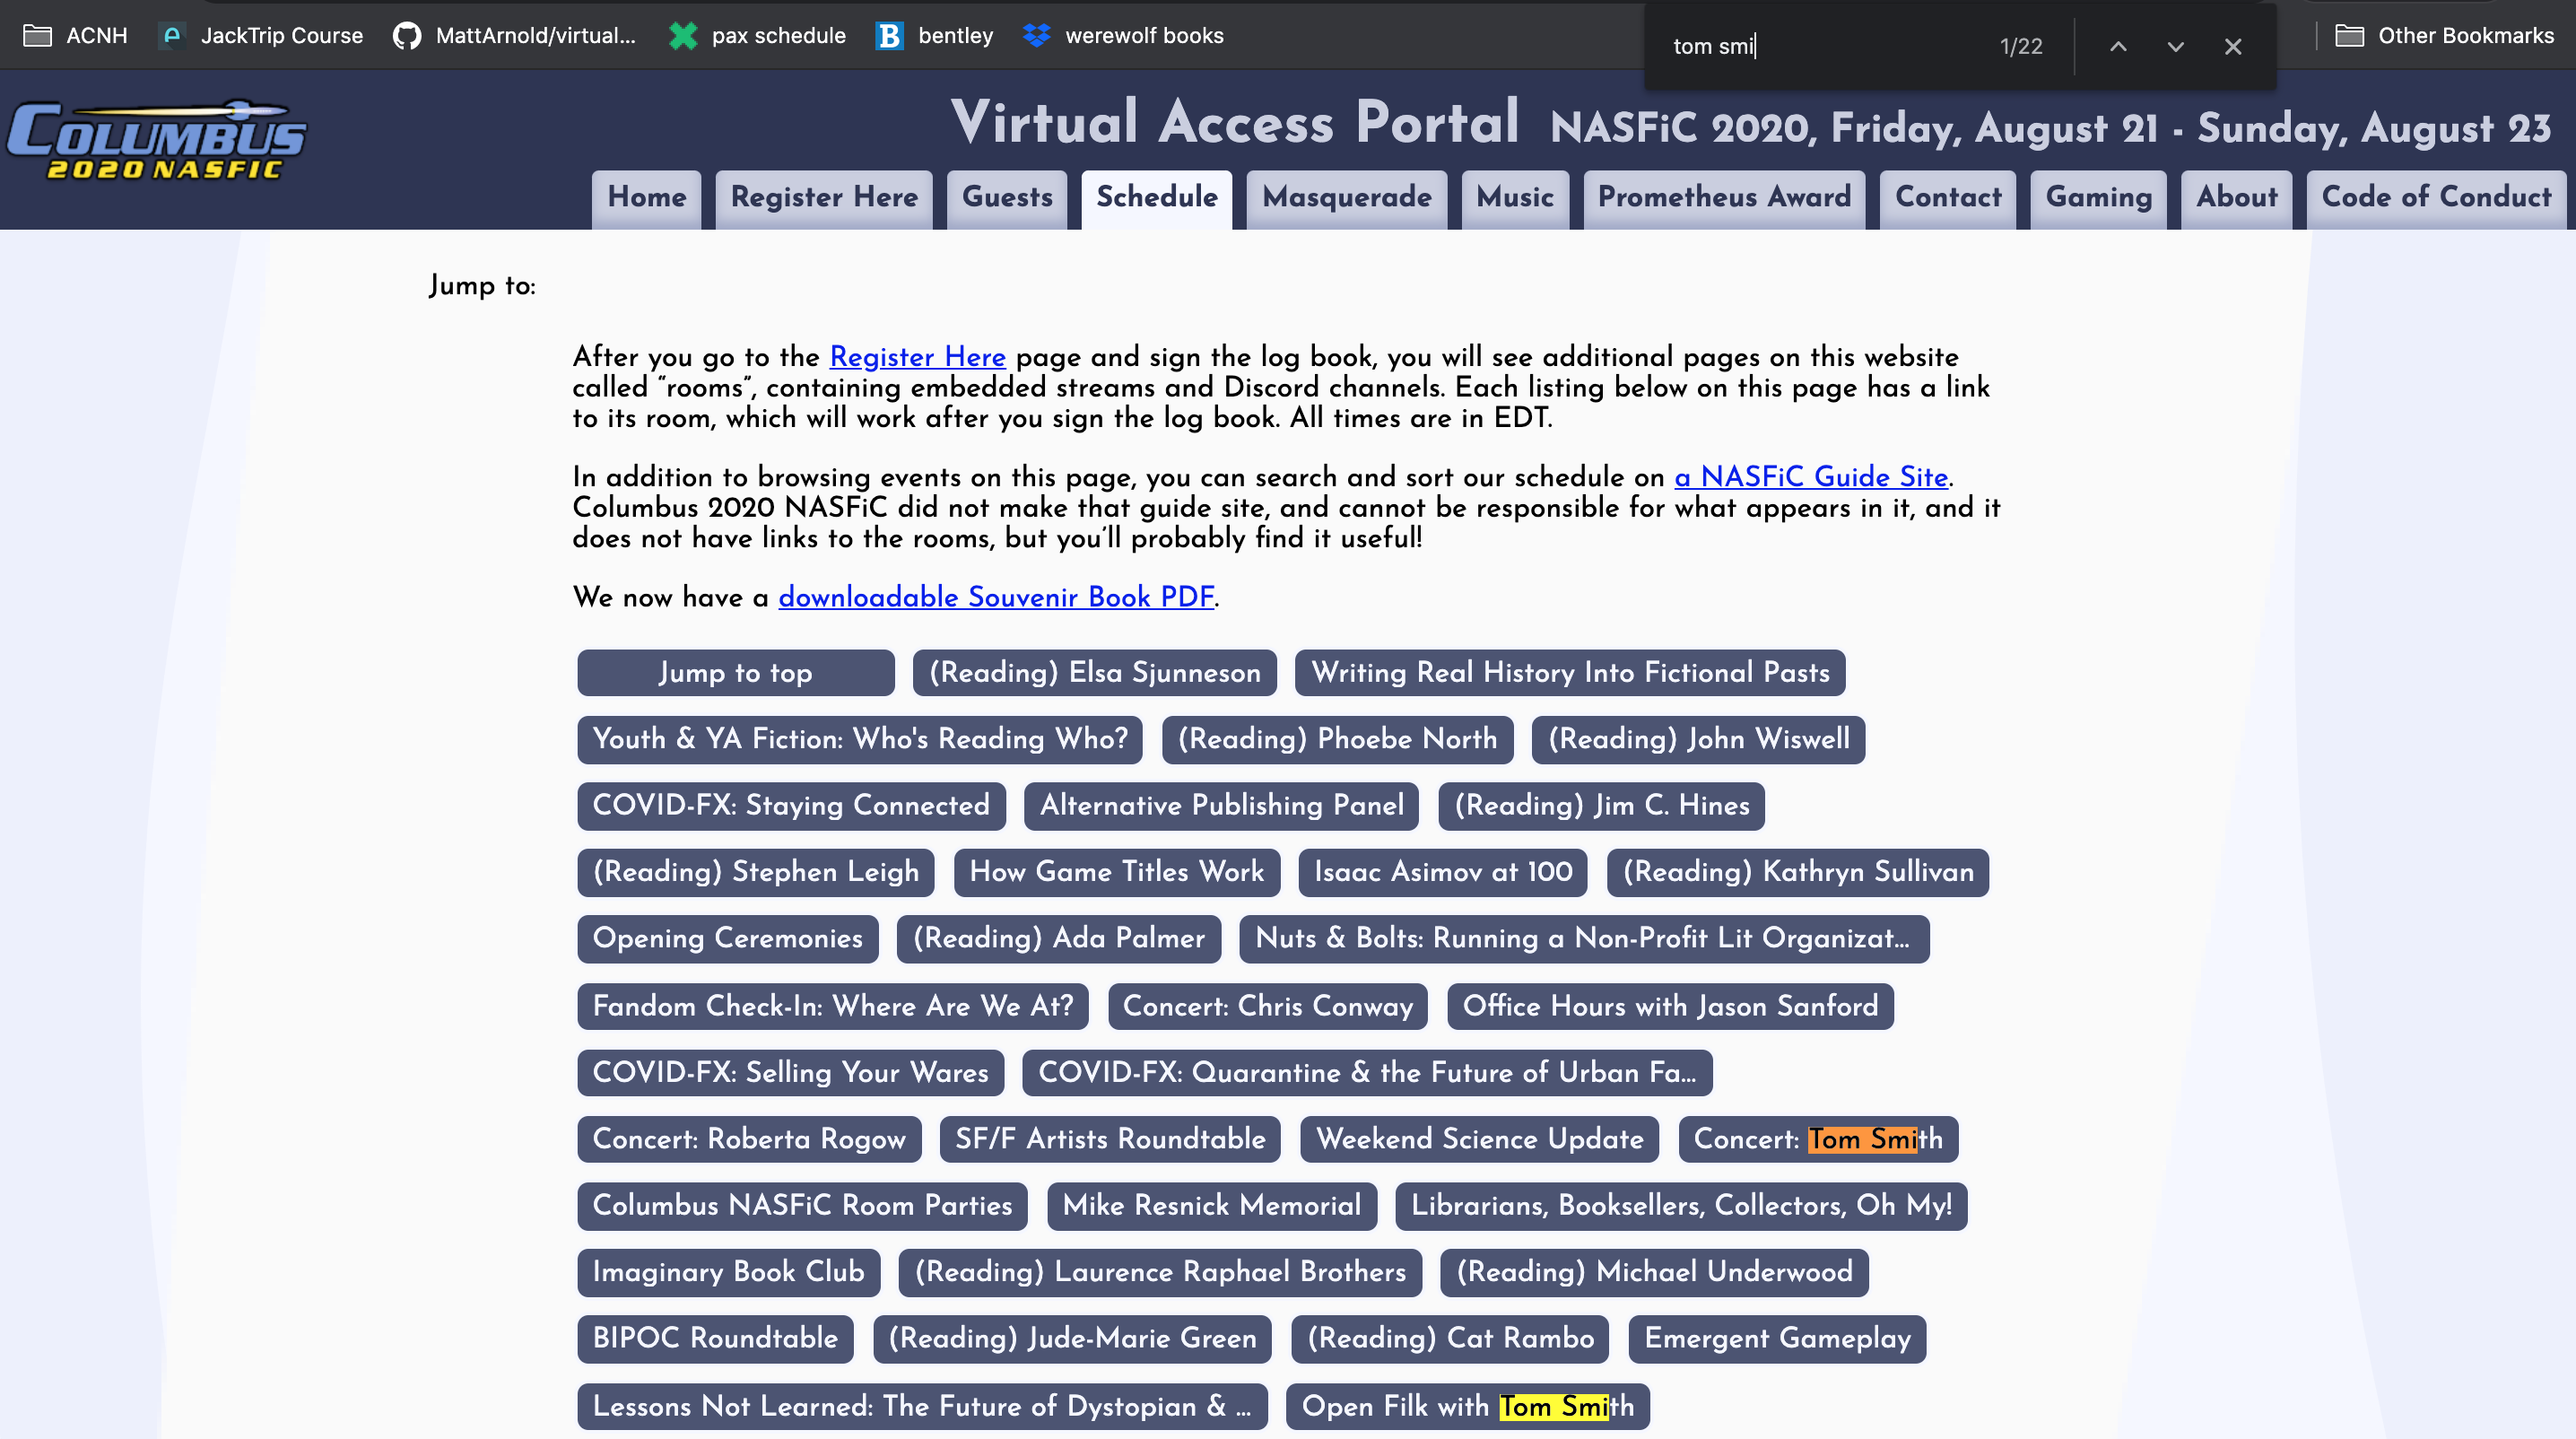 ACNH JackTrip Course MattArnold/virtual... pax schedule bentley werewolf books tom smi 1/22 Other Bookmarks
COLUMBUS
2020 NASFIC
Virtual Access Portal NASFiC 2020, Friday, August 21 - Sunday, August 23
Home Register Here Guests Schedule Masquerade Music Prometheus Award Contact Gaming About Code of Conduct
Jump to:
After you go to the Register Here page and sign the log book, you will see additional pages on this website
called “rooms”, containing embedded streams and Discord channels. Each listing below on this page has a link
to its room, which will work after you sign the log book. All times are in EDT.
In addition to browsing events on this page, you can search and sort our schedule on a NASFiC Guide Site.
Columbus 2020 NASFiC did not make that guide site, and cannot be responsible for what appears in it, and it
does not have links to the rooms, but you’ll probably find it useful!
We now have a downloadable Souvenir Book PDF.
Jump to top (Reading) Elsa Sjunneson Writing Real History Into Fictional Pasts
Youth & YA Fiction: Who's Reading Who? (Reading) Phoebe North (Reading) John Wiswell
COVID-FX: Staying Connected Alternative Publishing Panel (Reading) Jim C. Hines
(Reading) Stephen Leigh How Game Titles Work Isaac Asimov at 100 (Reading) Kathryn Sullivan
Opening Ceremonies (Reading) Ada Palmer Nuts & Bolts: Running a Non-Profit Lit Organizat...
Fandom Check-In: Where Are We At? Concert: Chris Conway Office Hours with Jason Sanford
COVID-FX: Selling Your Wares COVID-FX: Quarantine & the Future of Urban Fa...
Concert: Roberta Rogow SF/F Artists Roundtable Weekend Science Update Concert: Tom Smith
Columbus NASFiC Room Parties Mike Resnick Memorial Librarians, Booksellers, Collectors, Oh My!
Imaginary Book Club (Reading) Laurence Raphael Brothers (Reading) Michael Underwood
BIPOC Roundtable (Reading) Jude-Marie Green (Reading) Cat Rambo Emergent Gameplay
Lessons Not Learned: The Future of Dystopian & ... Open Filk with Tom Smith